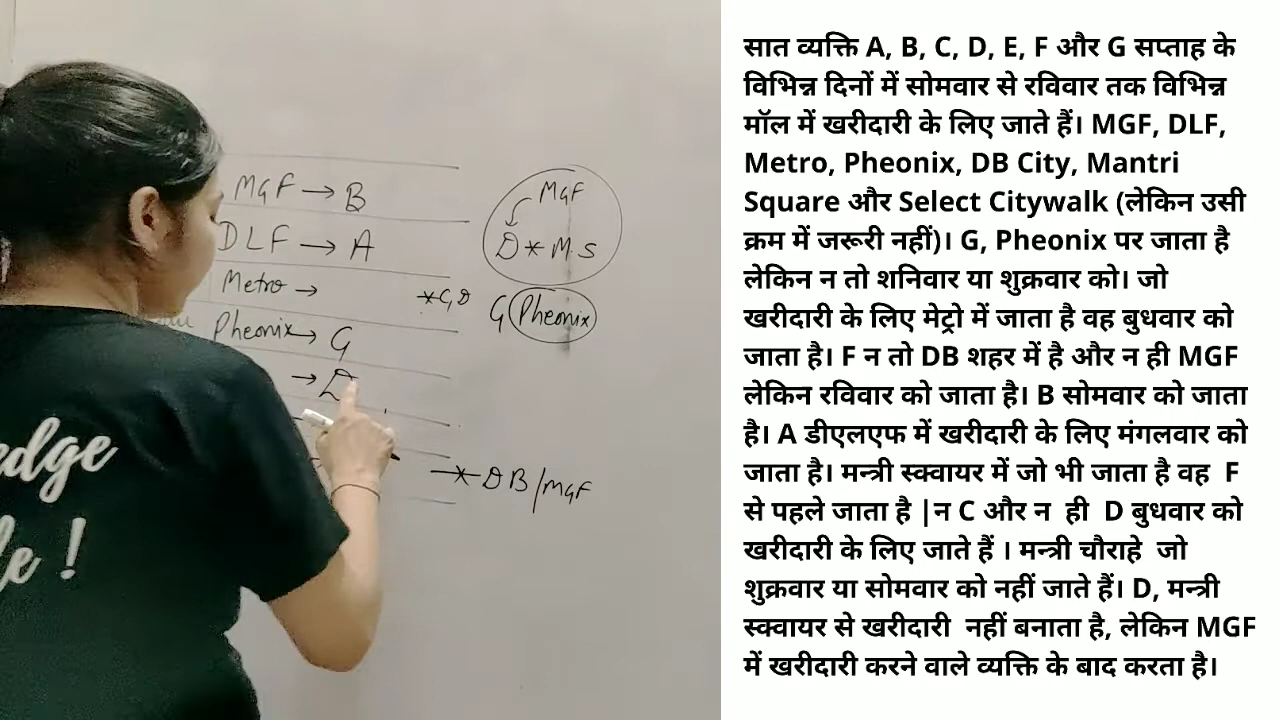 MGF → B
DLF → A
Metro →
Pheonix → G
→ D
MGF
D * M.S
* C, D
G Pheonix
* DB/MGF
edge
le !
सात व्यक्ति A, B, C, D, E, F और G सप्ताह के
विभिन्न दिनों में सोमवार से रविवार तक विभिन्न
मॉल में खरीदारी के लिए जाते हैं। MGF, DLF,
Metro, Pheonix, DB City, Mantri
Square और Select Citywalk (लेकिन उसी
क्रम में जरूरी नहीं)। G, Pheonix पर जाता है
लेकिन न तो शनिवार या शुक्रवार को। जो
खरीदारी के लिए मेट्रो में जाता है वह बुधवार को
जाता है। F न तो DB शहर में है और न ही MGF
लेकिन रविवार को जाता है। B सोमवार को जाता
है। A डीएलएफ में खरीदारी के लिए मंगलवार को
जाता है। मन्त्री स्क्वायर में जो भी जाता है वह F
से पहले जाता है |न C और न ही D बुधवार को
खरीदारी के लिए जाते हैं । मन्त्री चौराहे जो
शुक्रवार या सोमवार को नहीं जाते हैं। D, मन्त्री
स्क्वायर से खरीदारी नहीं बनाता है, लेकिन MGF
में खरीदारी करने वाले व्यक्ति के बाद करता है।